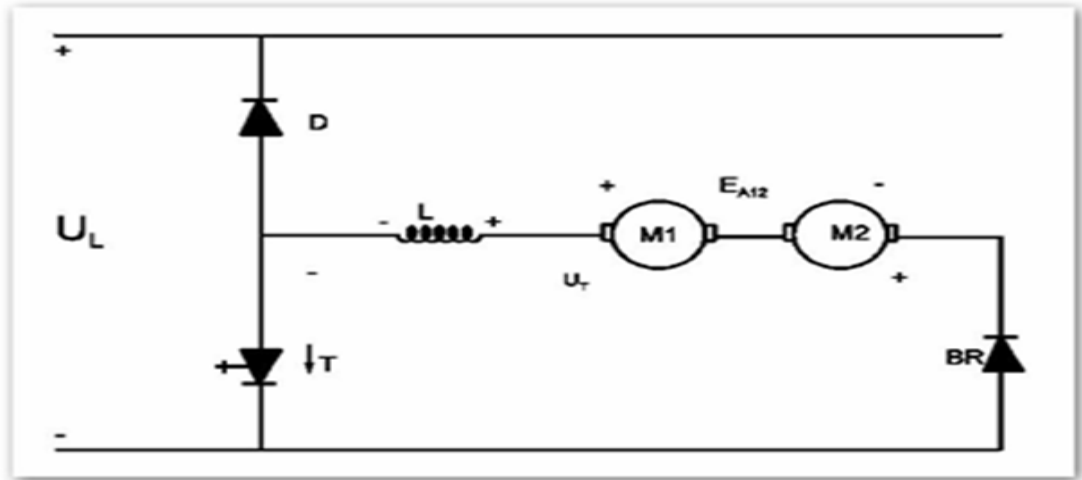 +
D
E_A12
+ -
U_L
- L +
M1 M2
- U_T +
+ ↓T
BR
-